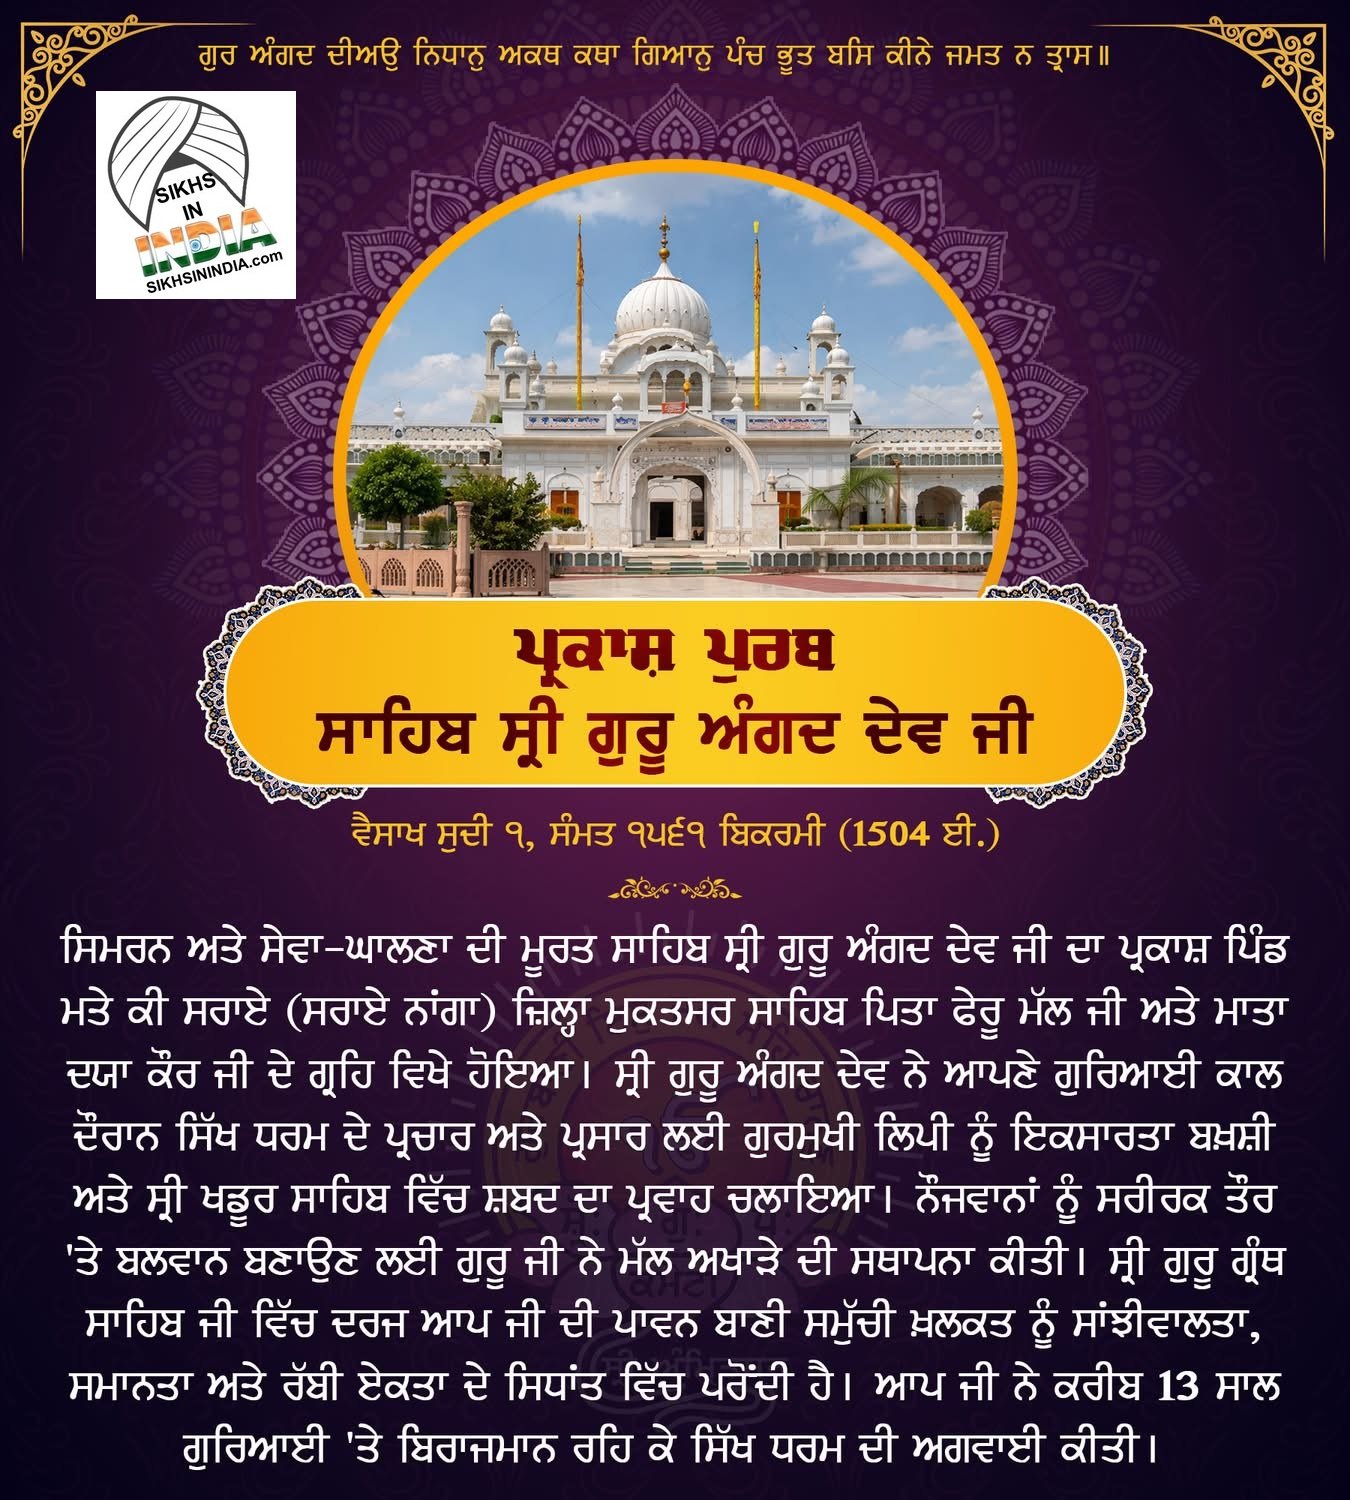 ਗੁਰ ਅੰਗਦ ਦੀਅਉ ਨਿਧਾਨੁ ਅਕਥ ਕਥਾ ਗਿਆਨੁ ਪੰਚ ਭੂਤ ਬਸਿ ਕੀਨੇ ਜਮਤ ਨ ਤ੍ਰਾਸ॥
SIKHS
IN
INDIA
SIKHSININDIA.com
ਪ੍ਰਕਾਸ਼ ਪੁਰਬ
ਸਾਹਿਬ ਸ੍ਰੀ ਗੁਰੂ ਅੰਗਦ ਦੇਵ ਜੀ
ਵੈਸਾਖ ਸੁਦੀ ੧, ਸੰਮਤ ੧੫੬੧ ਬਿਕਰਮੀ (1504 ਈ.)
ਸਿਮਰਨ ਅਤੇ ਸੇਵਾ-ਘਾਲਣਾ ਦੀ ਮੂਰਤ ਸਾਹਿਬ ਸ੍ਰੀ ਗੁਰੂ ਅੰਗਦ ਦੇਵ ਜੀ ਦਾ ਪ੍ਰਕਾਸ਼ ਪਿੰਡ
ਮਤੇ ਕੀ ਸਰਾਏ (ਸਰਾਏ ਨਾਂਗਾ) ਜ਼ਿਲ੍ਹਾ ਮੁਕਤਸਰ ਸਾਹਿਬ ਪਿਤਾ ਫੇਰੂ ਮੱਲ ਜੀ ਅਤੇ ਮਾਤਾ
ਦਯਾ ਕੌਰ ਜੀ ਦੇ ਗ੍ਰਹਿ ਵਿਖੇ ਹੋਇਆ। ਸ੍ਰੀ ਗੁਰੂ ਅੰਗਦ ਦੇਵ ਨੇ ਆਪਣੇ ਗੁਰਿਆਈ ਕਾਲ
ਦੌਰਾਨ ਸਿੱਖ ਧਰਮ ਦੇ ਪ੍ਰਚਾਰ ਅਤੇ ਪ੍ਰਸਾਰ ਲਈ ਗੁਰਮੁਖੀ ਲਿਪੀ ਨੂੰ ਇਕਸਾਰਤਾ ਬਖ਼ਸ਼ੀ
ਅਤੇ ਸ੍ਰੀ ਖਡੂਰ ਸਾਹਿਬ ਵਿੱਚ ਸ਼ਬਦ ਦਾ ਪ੍ਰਵਾਹ ਚਲਾਇਆ। ਨੌਜਵਾਨਾਂ ਨੂੰ ਸਰੀਰਕ ਤੌਰ
'ਤੇ ਬਲਵਾਨ ਬਣਾਉਣ ਲਈ ਗੁਰੂ ਜੀ ਨੇ ਮੱਲ ਅਖਾੜੇ ਦੀ ਸਥਾਪਨਾ ਕੀਤੀ। ਸ੍ਰੀ ਗੁਰੂ ਗ੍ਰੰਥ
ਸਾਹਿਬ ਜੀ ਵਿੱਚ ਦਰਜ ਆਪ ਜੀ ਦੀ ਪਾਵਨ ਬਾਣੀ ਸਮੁੱਚੀ ਖ਼ਲਕਤ ਨੂੰ ਸਾਂਝੀਵਾਲਤਾ,
ਸਮਾਨਤਾ ਅਤੇ ਰੱਬੀ ਏਕਤਾ ਦੇ ਸਿਧਾਂਤ ਵਿੱਚ ਪਰੋਂਦੀ ਹੈ। ਆਪ ਜੀ ਨੇ ਕਰੀਬ 13 ਸਾਲ
ਗੁਰਿਆਈ 'ਤੇ ਬਿਰਾਜਮਾਨ ਰਹਿ ਕੇ ਸਿੱਖ ਧਰਮ ਦੀ ਅਗਵਾਈ ਕੀਤੀ।